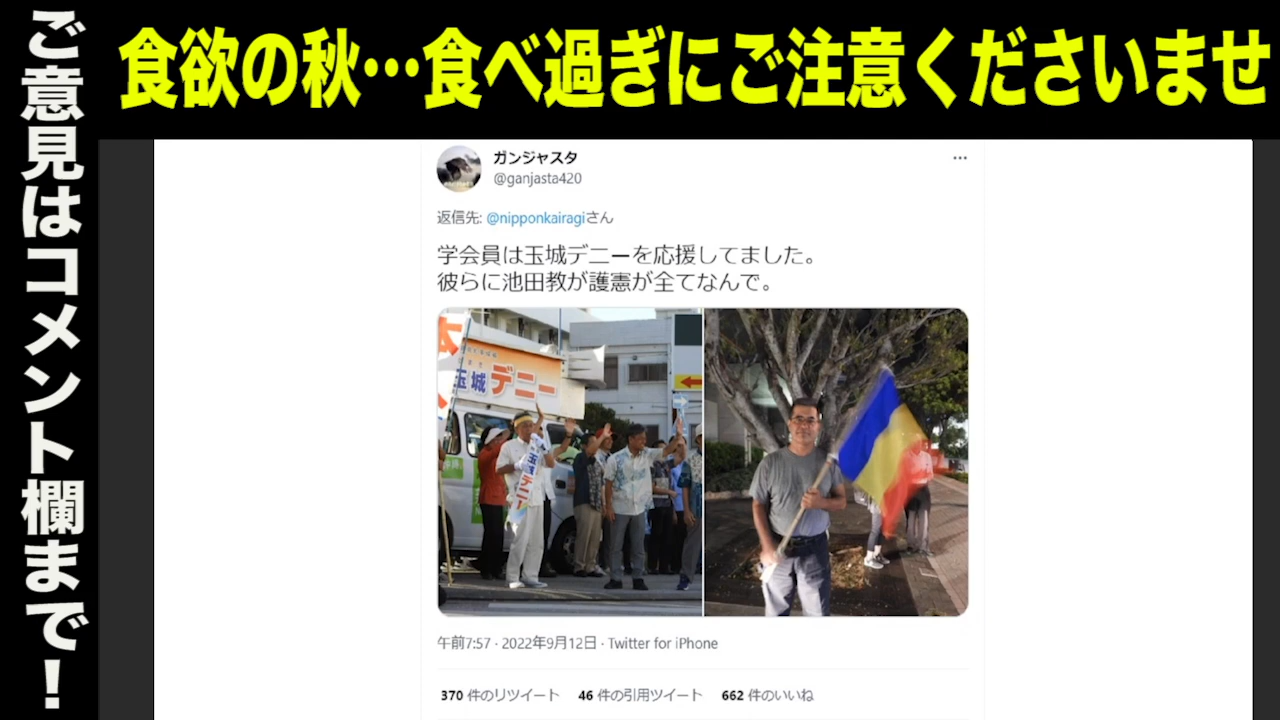 食欲の秋…食べ過ぎにご注意くださいませ
ご意見はコメント欄まで！
ガンジャスタ
@ganjasta420
返信先: @nipponkairagiさん
学会員は玉城デニーを応援してました。
彼らに池田教が護憲が全てなんで。
玉城デニー
玉城デニー
午前7:57 · 2022年9月12日 · Twitter for iPhone
370 件のリツイート 46 件の引用ツイート 662 件のいいね